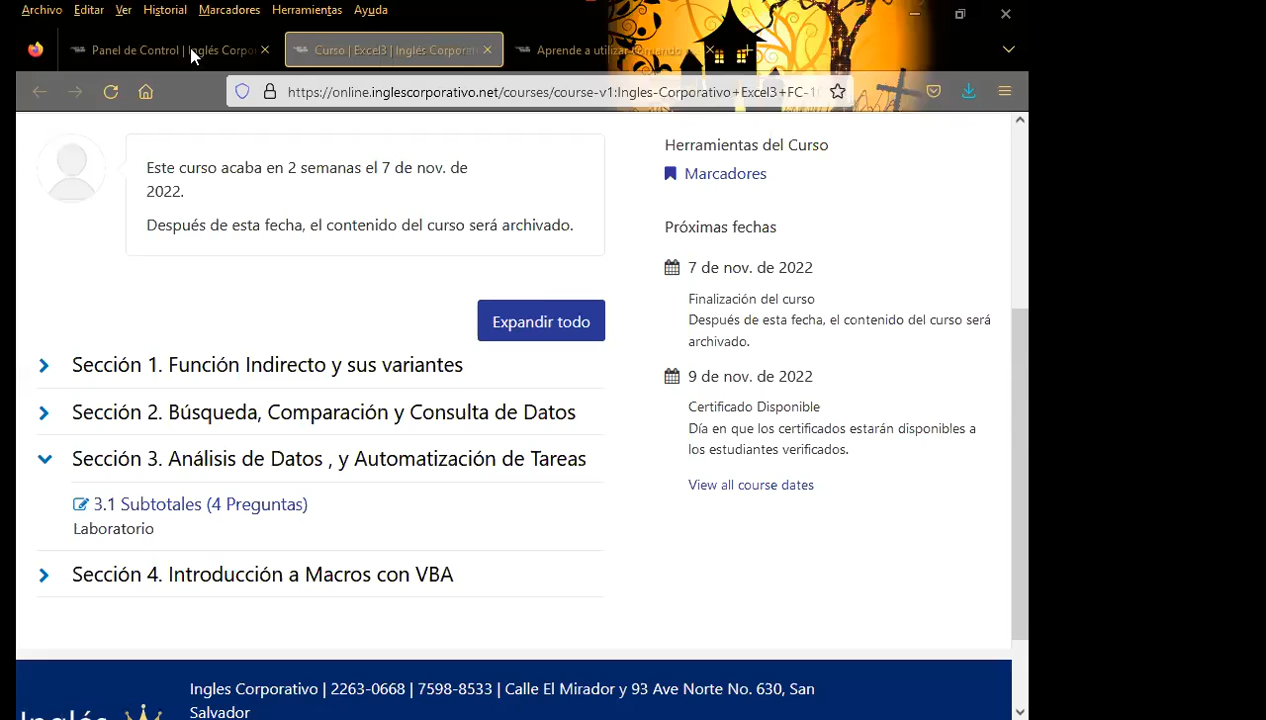 Archivo Editar Ver Historial Marcadores Herramientas Ayuda
Panel de Control | Inglés Corpo
Curso | Excel3 | Inglés Corporati
Aprende a utilizar
https://online.inglescorporativo.net/courses/course-v1:Ingles-Corporativo+Excel3+FC-1
Este curso acaba en 2 semanas el 7 de nov. de
2022.
Después de esta fecha, el contenido del curso será archivado.
Expandir todo
Sección 1. Función Indirecto y sus variantes
Sección 2. Búsqueda, Comparación y Consulta de Datos
Sección 3. Análisis de Datos , y Automatización de Tareas
3.1 Subtotales (4 Preguntas)
Laboratorio
Sección 4. Introducción a Macros con VBA
Herramientas del Curso
Marcadores
Próximas fechas
7 de nov. de 2022
Finalización del curso
Después de esta fecha, el contenido del curso será
archivado.
9 de nov. de 2022
Certificado Disponible
Día en que los certificados estarán disponibles a
los estudiantes verificados.
View all course dates
Inglés
Ingles Corporativo | 2263-0668 | 7598-8533 | Calle El Mirador y 93 Ave Norte No. 630, San
Salvador